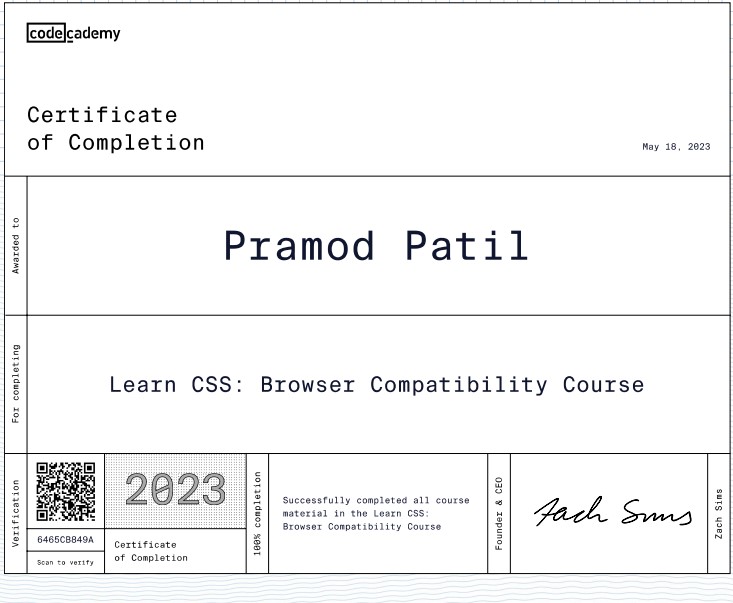 codecademy
Certificate
of Completion
May 18, 2023
Awarded to
Pramod Patil
For completing
Learn CSS: Browser Compatibility Course
Verification
6465CB849A
Scan to verify
2023
Certificate
of Completion
100% completion
Successfully completed all course
material in the Learn CSS:
Browser Compatibility Course
Founder & CEO
Zach Sims
Zach Sims